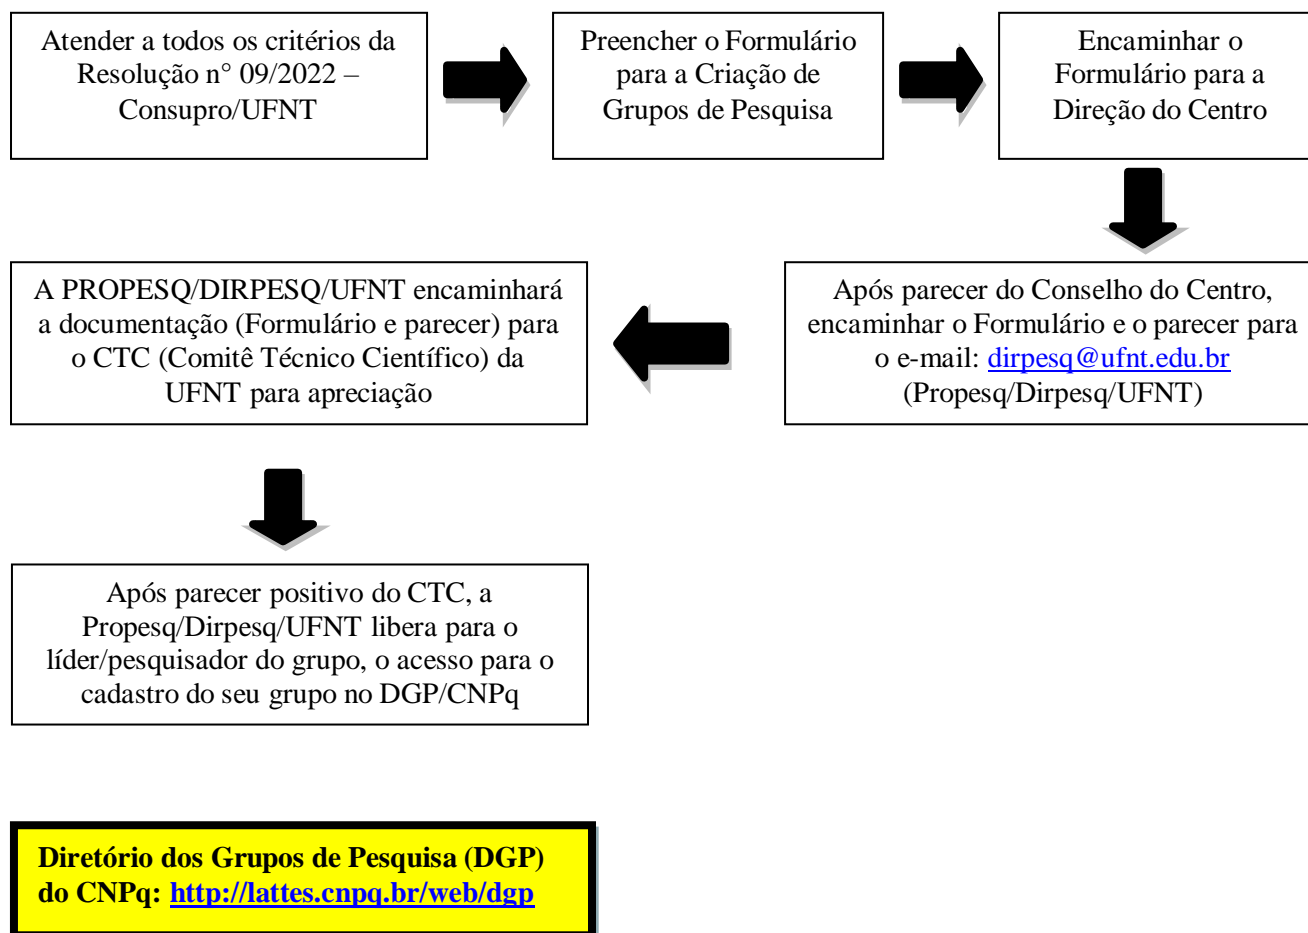 Atender a todos os critérios da
Resolução n° 09/2022 –
Consupro/UFNT
Preencher o Formulário
para a Criação de
Grupos de Pesquisa
Encaminhar o
Formulário para a
Direção do Centro
Após parecer do Conselho do Centro,
encaminhar o Formulário e o parecer para
o e-mail: dirpesq@ufnt.edu.br
(Propesq/Dirpesq/UFNT)
A PROPESQ/DIRPESQ/UFNT encaminhará
a documentação (Formulário e parecer) para
o CTC (Comitê Técnico Científico) da
UFNT para apreciação
Após parecer positivo do CTC, a
Propesq/Dirpesq/UFNT libera para o
líder/pesquisador do grupo, o acesso para o
cadastro do seu grupo no DGP/CNPq
Diretório dos Grupos de Pesquisa (DGP)
do CNPq: http://lattes.cnpq.br/web/dgp